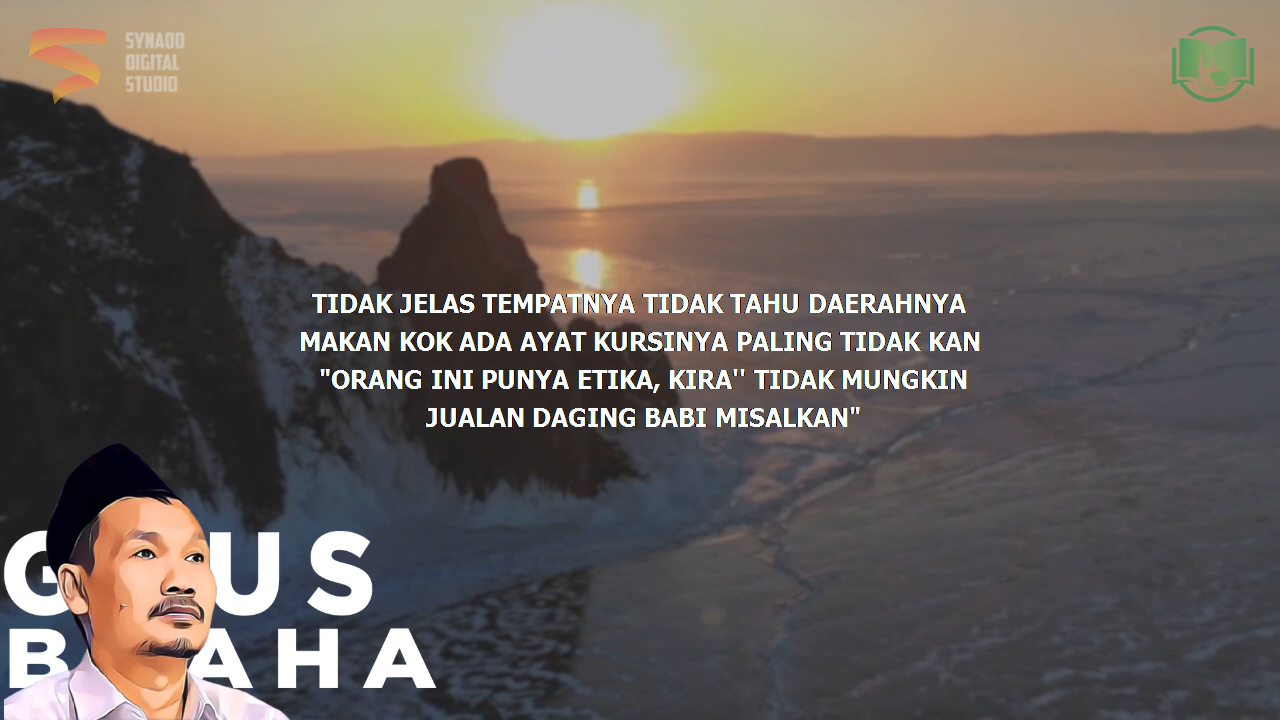 SYNADO
DIGITAL
STUDIO
TIDAK JELAS TEMPATNYA TIDAK TAHU DAERAHNYA
MAKAN KOK ADA AYAT KURSINYA PALING TIDAK KAN
"ORANG INI PUNYA ETIKA, KIRA'' TIDAK MUNGKIN
JUALAN DAGING BABI MISALKAN"
GUS
BAHA